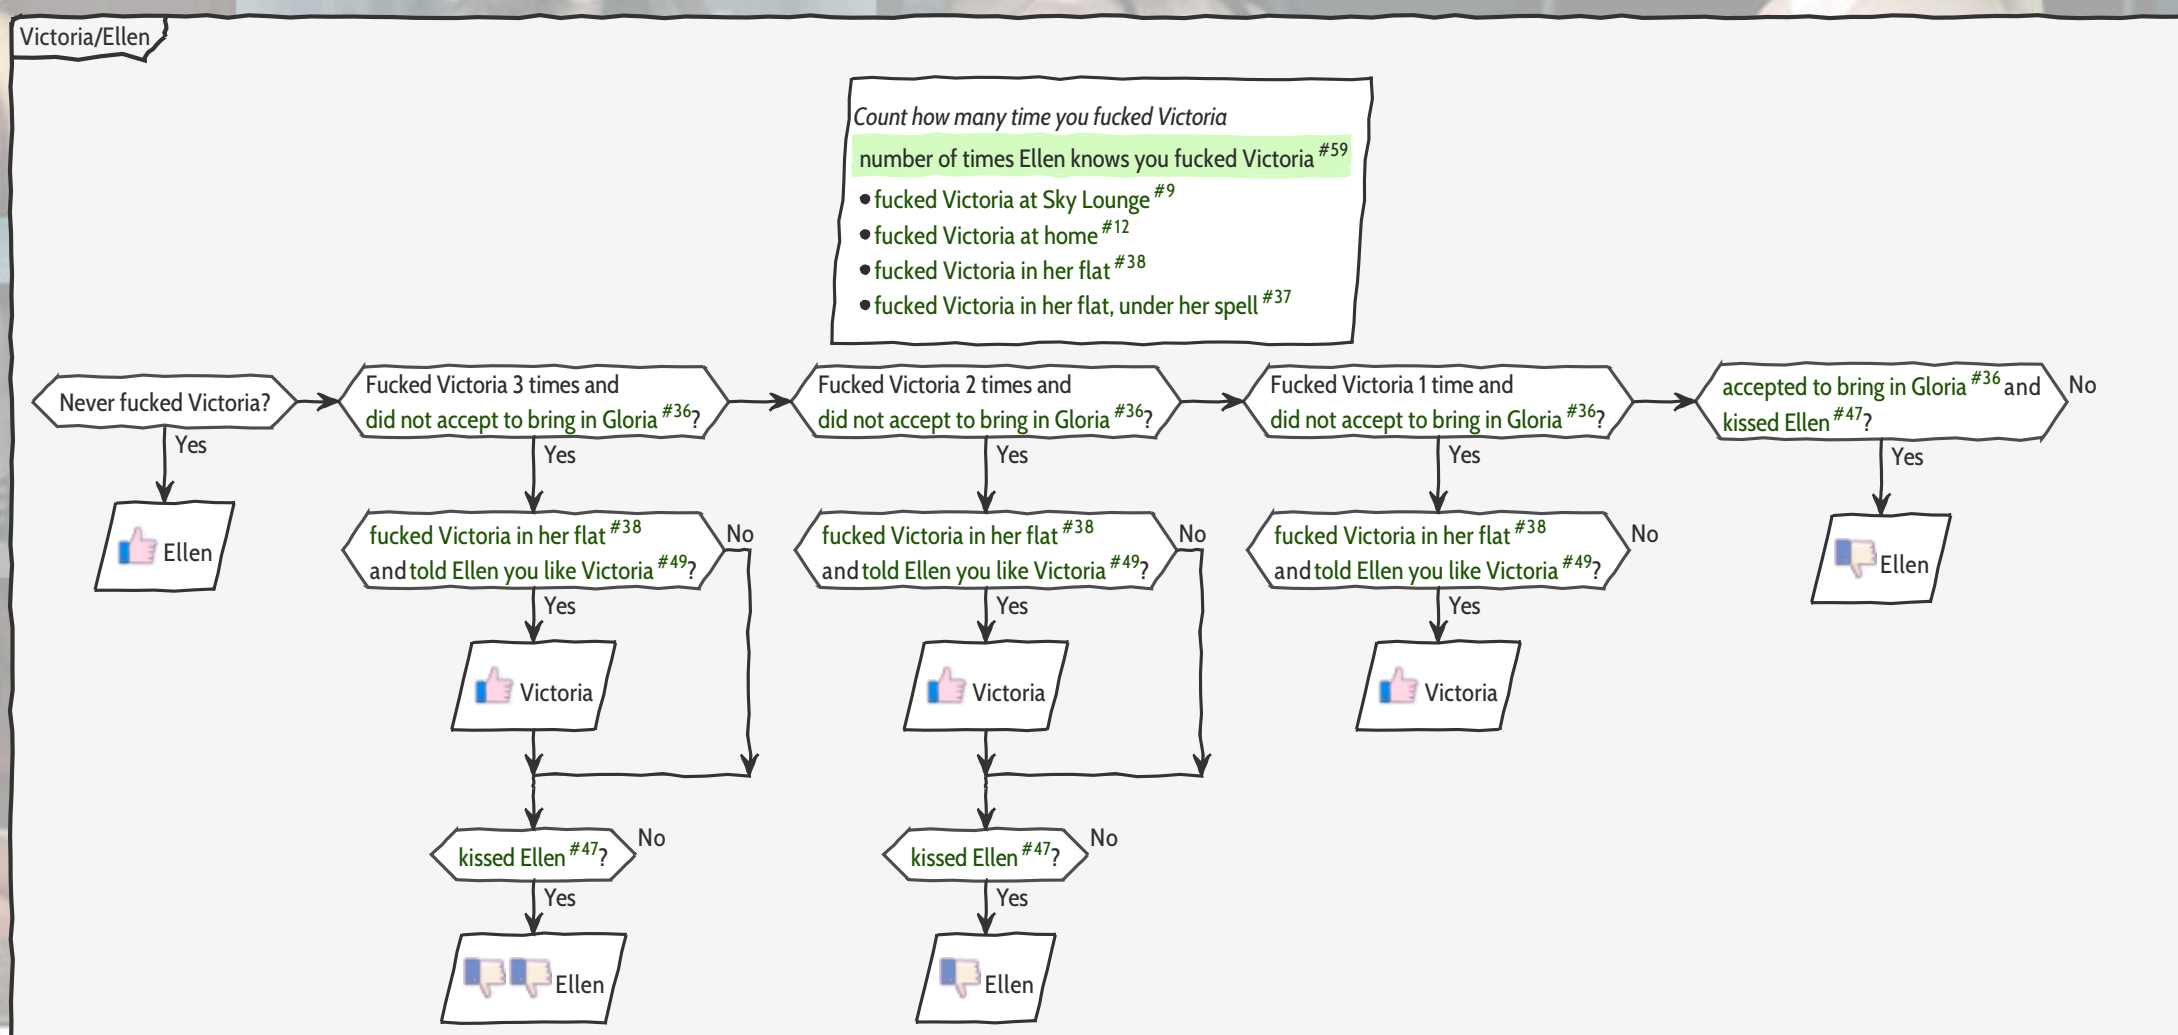 Victoria/Ellen
Count how many time you fucked Victoria
number of times Ellen knows you fucked Victoria #59
fucked Victoria at Sky Lounge #9
fucked Victoria at home #12
fucked Victoria in her flat #38
fucked Victoria in her flat, under her spell #37
Never fucked Victoria?
Yes
Ellen
Fucked Victoria 3 times and
did not accept to bring in Gloria #36?
Yes
fucked Victoria in her flat #38
and told Ellen you like Victoria #49?
No
Yes
Victoria
kissed Ellen #47?
No
Yes
Ellen
Fucked Victoria 2 times and
did not accept to bring in Gloria #36?
Yes
fucked Victoria in her flat #38
and told Ellen you like Victoria #49?
No
Yes
Victoria
kissed Ellen #47?
No
Yes
Ellen
Fucked Victoria 1 time and
did not accept to bring in Gloria #36?
Yes
fucked Victoria in her flat #38
and told Ellen you like Victoria #49?
No
Yes
Victoria
accepted to bring in Gloria #36 and
kissed Ellen #47?
No
Yes
Ellen